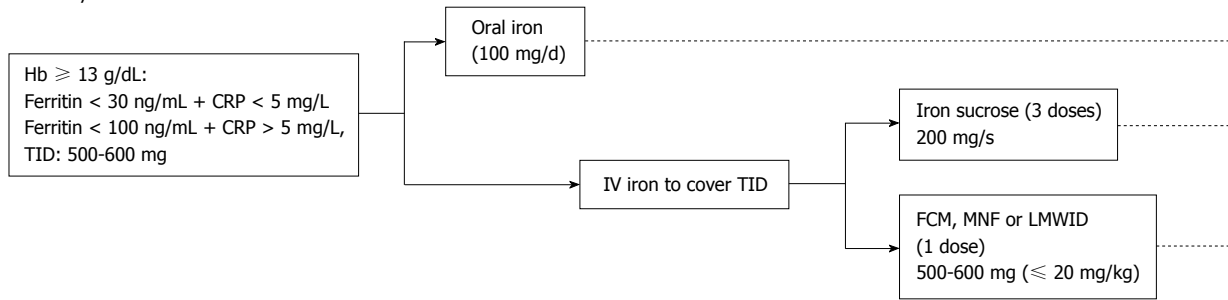 Hb ≥ 13 g/dL:
Ferritin < 30 ng/mL + CRP < 5 mg/L
Ferritin < 100 ng/mL + CRP > 5 mg/L,
TID: 500-600 mg
Oral iron
(100 mg/d)
IV iron to cover TID
Iron sucrose (3 doses)
200 mg/s
FCM, MNF or LMWID
(1 dose)
500-600 mg (≤ 20 mg/kg)